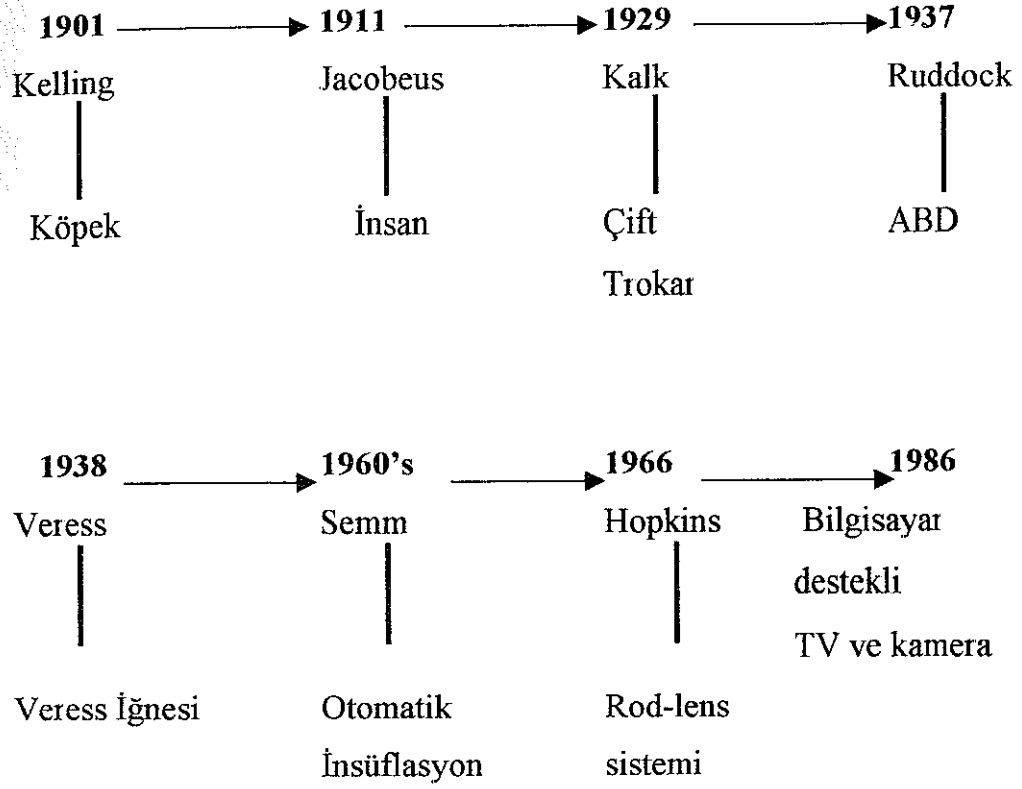 1901 1911 1929 1937
Kelling Jacobeus Kalk Ruddock
Köpek İnsan Çift ABD
Trokar
1938 1960’s 1966 1986
Veress Semm Hopkins Bilgisayar
destekli
TV ve kamera
Veress İğnesi Otomatik Rod-lens
İnsüflasyon sistemi